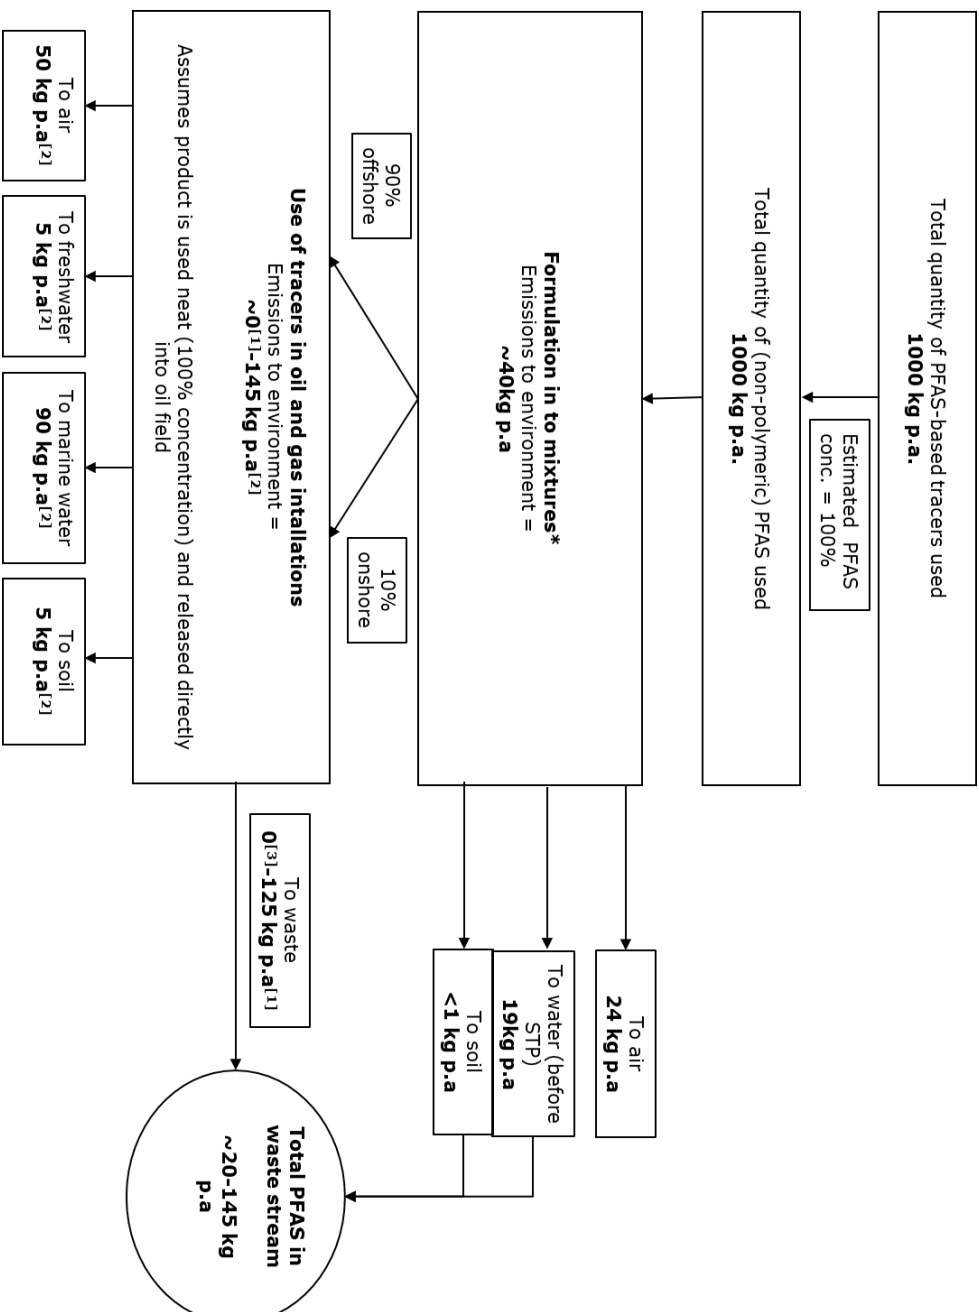 Total quantity of PFAS-based tracers used
1000 kg p.a.
Estimated PFAS
conc. = 100%
Total quantity of (non-polymeric) PFAS used
1000 kg p.a.
Formulation in to mixtures*
Emissions to environment =
~40kg p.a
To air
24 kg p.a
To water (before
STP)
19kg p.a
To soil
<1 kg p.a
90%
offshore
10%
onshore
Use of tracers in oil and gas intallations
Emissions to environment =
~0[1]-145 kg p.a[2]
Assumes product is used neat (100% concentration) and released directly
into oil field
To waste
0[3]-125 kg p.a[1]
Total PFAS in
waste stream
~20-145 kg
p.a
To air
50 kg p.a[2]
To freshwater
5 kg p.a[2]
To marine water
90 kg p.a[2]
To soil
5 kg p.a[2]